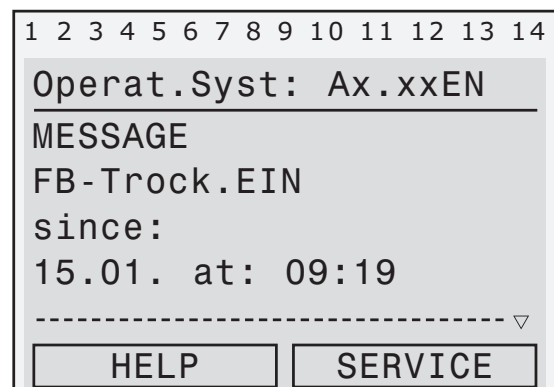 1 2 3 4 5 6 7 8 9 10 11 12 13 14
Operat.Syst: Ax.xxEN
MESSAGE
FB-Trock.EIN
since:
15.01. at: 09:19
HELP SERVICE